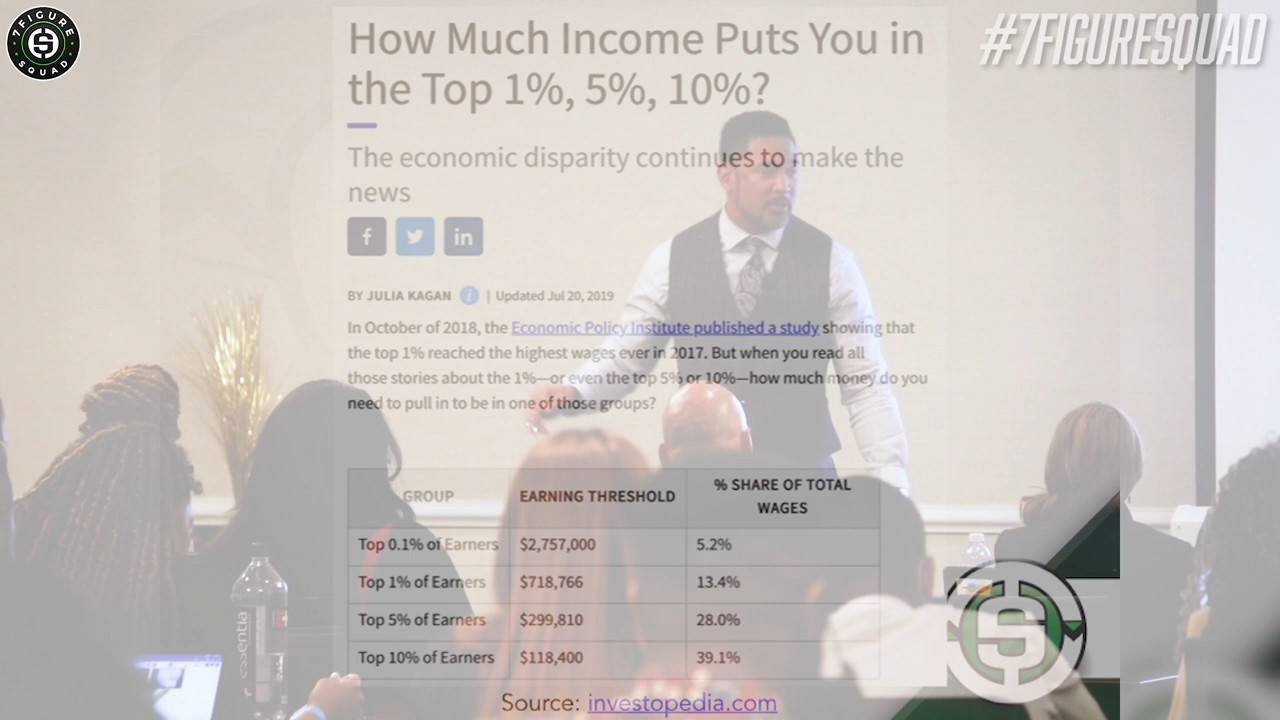 7FIGURE
SQUAD
#7FIGURESQUAD
How Much Income Puts You in
the Top 1%, 5%, 10%?
The economic disparity continues to make the
news
f
in
BY JULIA KAGAN i | Updated Jul 20, 2019
In October of 2018, the Economic Policy Institute published a study showing that
the top 1% reached the highest wages ever in 2017. But when you read all
those stories about the 1%—or even the top 5% or 10%—how much money do you
need to pull in to be in one of those groups?
GROUP EARNING THRESHOLD % SHARE OF TOTAL
WAGES
Top 0.1% of Earners $2,757,000 5.2%
Top 1% of Earners $718,766 13.4%
Top 5% of Earners $299,810 28.0%
Top 10% of Earners $118,400 39.1%
essentia
Source: investopedia.com